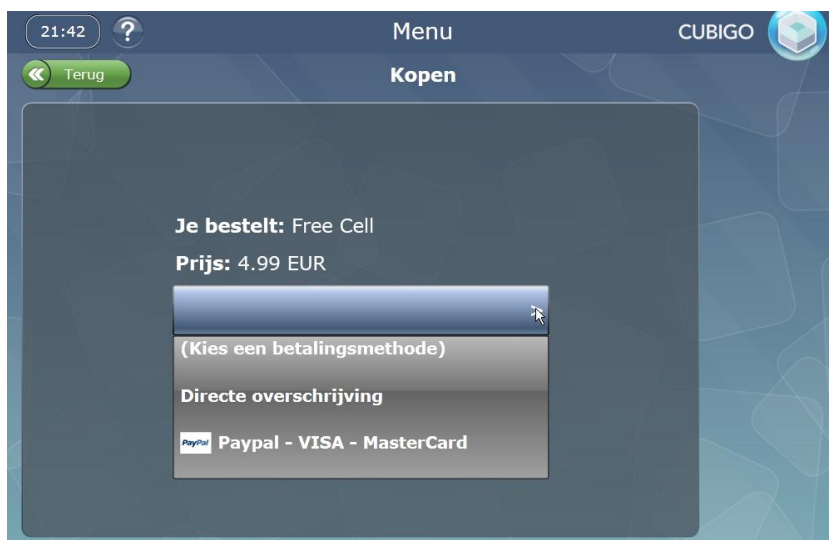 21:42
?
Menu
CUBIGO
Terug
Kopen
Je bestelt: Free Cell
Prijs: 4.99 EUR
(Kies een betalingsmethode)
Directe overschrijving
PayPal Paypal - VISA - MasterCard